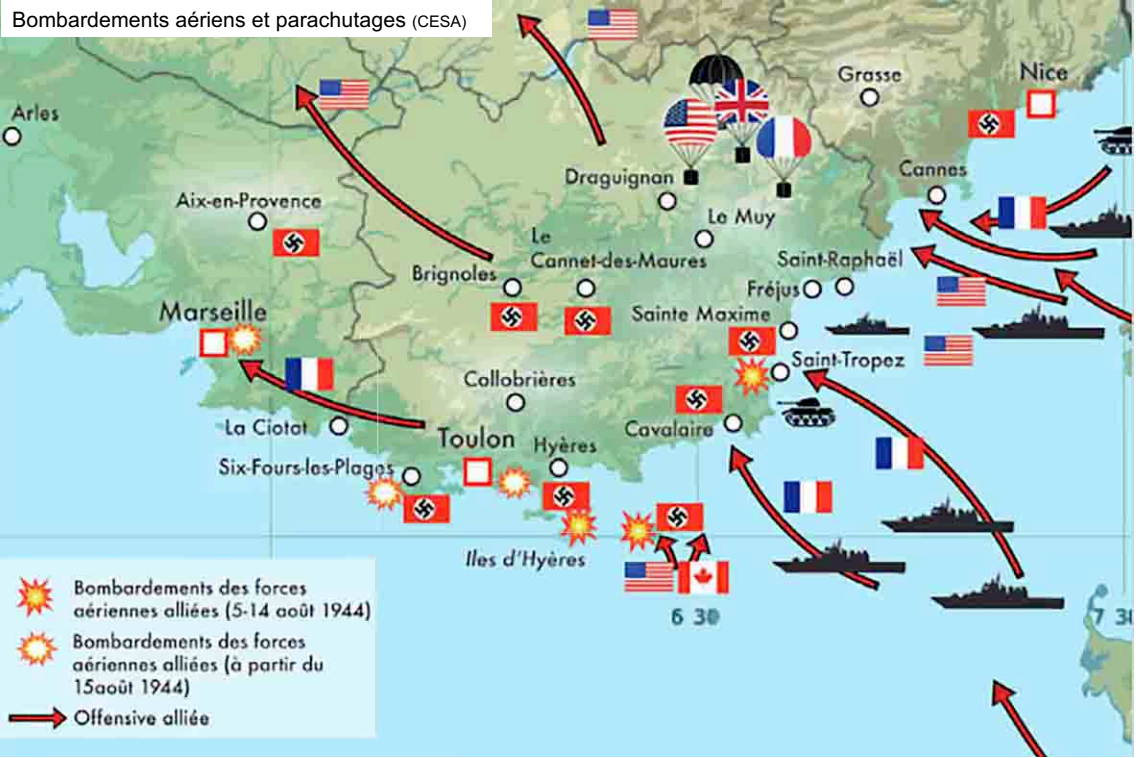 Bombardements aériens et parachutages (CESA)
Arles
Grasse
Nice
Aix-en-Provence
Draguignan
Cannes
Le Muy
Le
Cannet-des-Maures
Brignoles
Saint-Raphaël
Fréjus
Marseille
Sainte Maxime
Saint-Tropez
Collobrières
La Ciotat
Toulon
Hyères
Cavalaire
Six-Fours-les-Plages
Iles d'Hyères
6 30
7 30
Bombardements des forces
aériennes alliées (5-14 août 1944)
Bombardements des forces
aériennes alliées (à partir du
15août 1944)
Offensive alliée